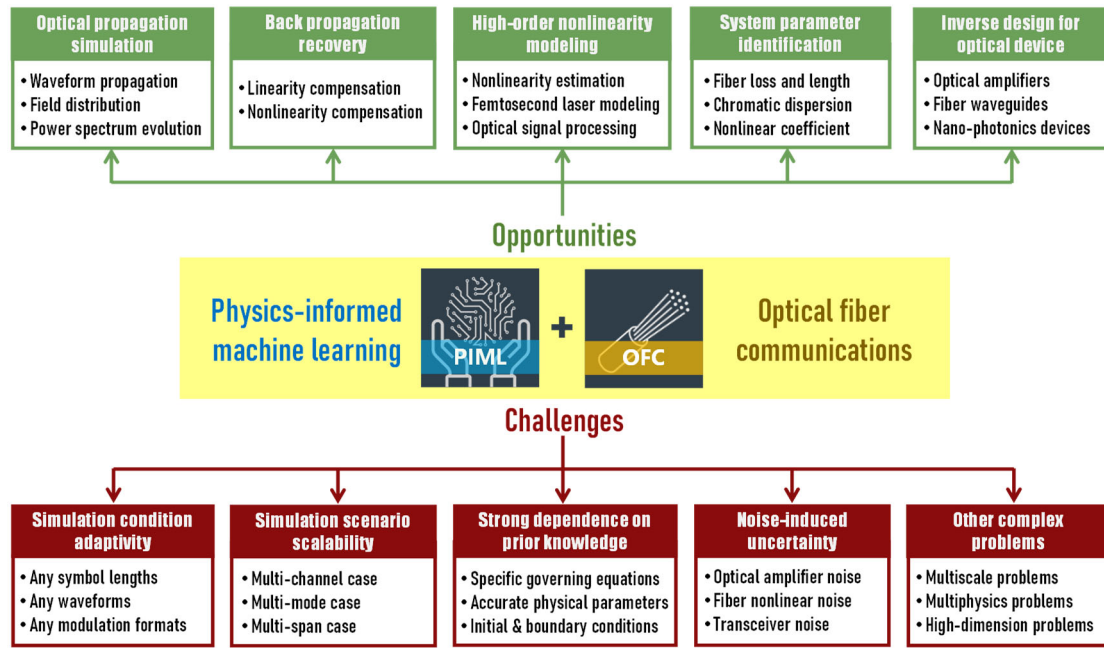 Optical propagation
simulation
• Waveform propagation
• Field distribution
• Power spectrum evolution
Back propagation
recovery
• Linearity compensation
• Nonlinearity compensation
High-order nonlinearity
modeling
• Nonlinearity estimation
• Femtosecond laser modeling
• Optical signal processing
System parameter
identification
• Fiber loss and length
• Chromatic dispersion
• Nonlinear coefficient
Inverse design for
optical device
• Optical amplifiers
• Fiber waveguides
• Nano-photonics devices
Opportunities
Physics-informed
machine learning
PIML
+
OFC
Optical fiber
communications
Challenges
Simulation condition
adaptivity
• Any symbol lengths
• Any waveforms
• Any modulation formats
Simulation scenario
scalability
• Multi-channel case
• Multi-mode case
• Multi-span case
Strong dependence on
prior knowledge
• Specific governing equations
• Accurate physical parameters
• Initial & boundary conditions
Noise-induced
uncertainty
• Optical amplifier noise
• Fiber nonlinear noise
• Transceiver noise
Other complex
problems
• Multiscale problems
• Multiphysics problems
• High-dimension problems